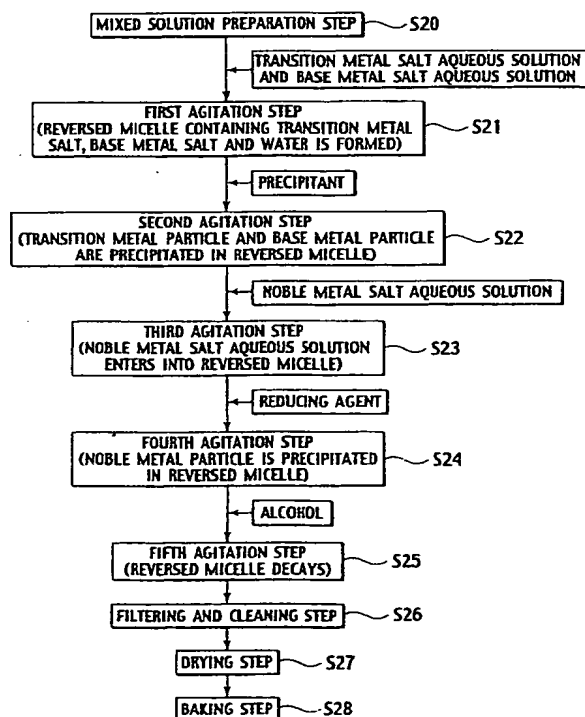 MIXED SOLUTION PREPARATION STEP
S20
TRANSITION METAL SALT AQUEOUS SOLUTION
AND BASE METAL SALT AQUEOUS SOLUTION
FIRST AGITATION STEP
(REVERSED MICELLE CONTAINING TRANSITION METAL
SALT, BASE METAL SALT AND WATER IS FORMED)
S21
PRECIPITANT
SECOND AGITATION STEP
(TRANSITION METAL PARTICLE AND BASE METAL PARTICLE
ARE PRECIPITATED IN REVERSED MICELLE)
S22
NOBLE METAL SALT AQUEOUS SOLUTION
THIRD AGITATION STEP
(NOBLE METAL SALT AQUEOUS SOLUTION
ENTERS INTO REVERSED MICELLE)
S23
REDUCING AGENT
FOURTH AGITATION STEP
(NOBLE METAL PARTICLE IS PRECIPITATED
IN REVERSED MICELLE)
S24
ALCOHOL
FIFTH AGITATION STEP
(REVERSED MICELLE DECAYS)
S25
FILTERING AND CLEANING STEP
S26
DRYING STEP
S27
BAKING STEP
S28